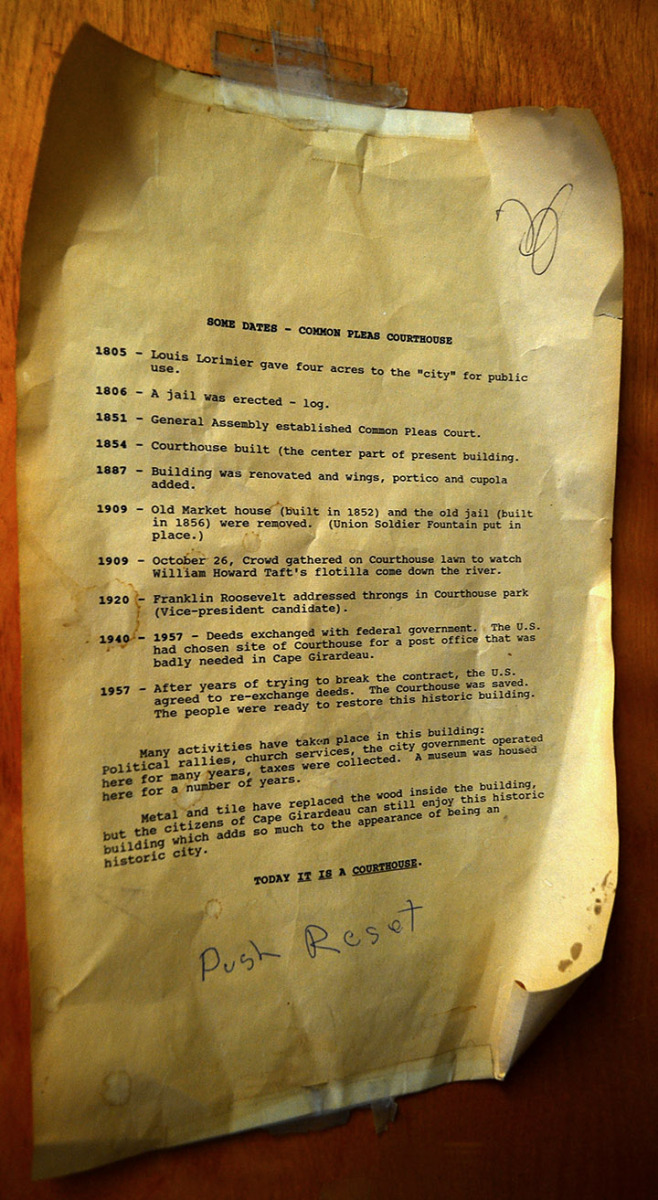 SOME DATES - COMMON PLEAS COURTHOUSE
1805 - Louis Lorimier gave four acres to the "city" for public
use.
1806 - A jail was erected - log.
1851 - General Assembly established Common Pleas Court.
1854 - Courthouse built (the center part of present building.
1887 - Building was renovated and wings, portico and cupola
added.
1909 - Old Market house (built in 1852) and the old jail (built
in 1856) were removed. (Union Soldier Fountain put in
place.)
1909 - October 26, Crowd gathered on Courthouse lawn to watch
William Howard Taft's flotilla come down the river.
1920 - Franklin Roosevelt addressed throngs in Courthouse park
(Vice-president candidate).
1940 - 1957 - Deeds exchanged with federal government. The U.S.
had chosen site of Courthouse for a post office that was
badly needed in Cape Girardeau.
1957 - After years of trying to break the contract, the U.S.
agreed to re-exchange deeds. The Courthouse was saved.
The people were ready to restore this historic building.
Many activities have taken place in this building:
Political rallies, church services, the city government operated
here for many years, taxes were collected. A museum was housed
here for a number of years.
Metal and tile have replaced the wood inside the building,
but the citizens of Cape Girardeau can still enjoy this historic
building which adds so much to the appearance of being an
historic city.
TODAY IT IS A COURTHOUSE.
Push Reset